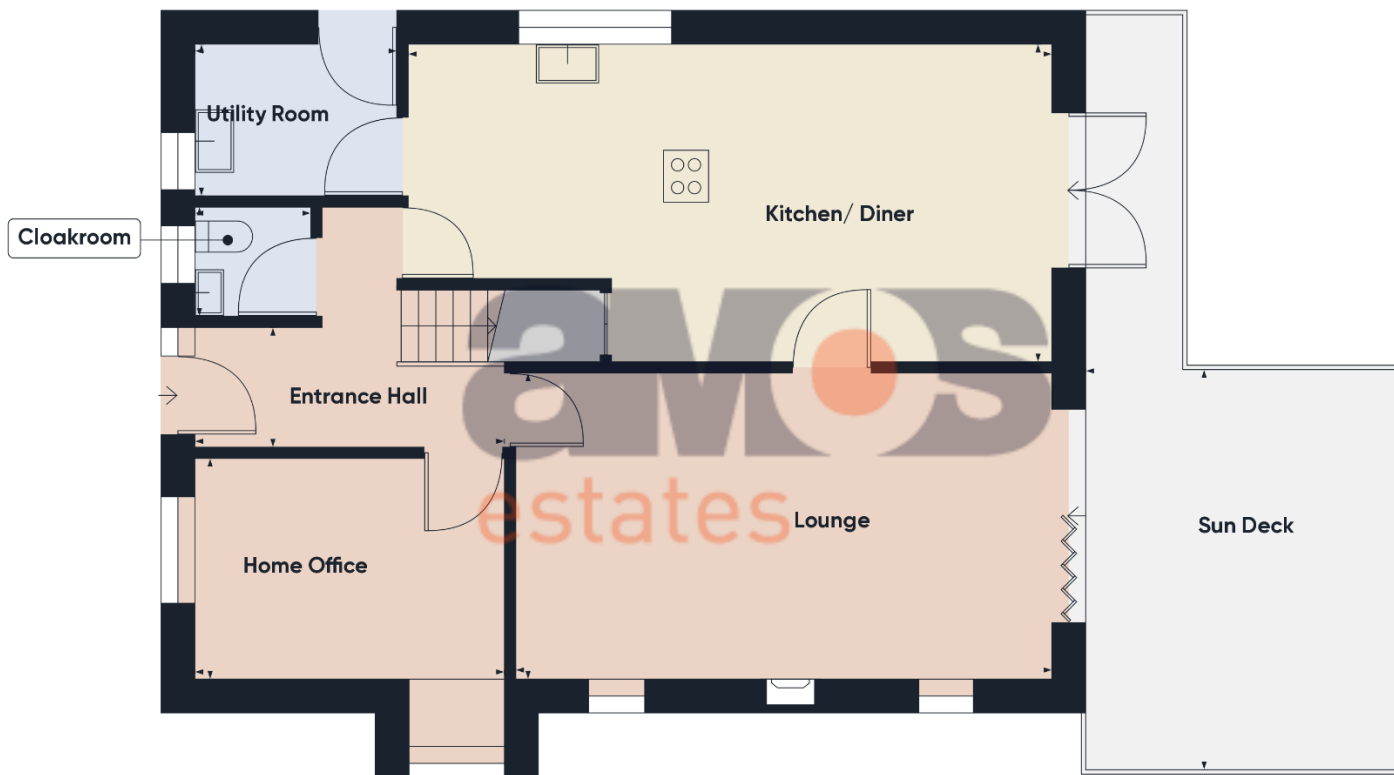 Utility Room
Kitchen/ Diner
Cloakroom
Entrance Hall
amos
estates
Lounge
Sun Deck
Home Office